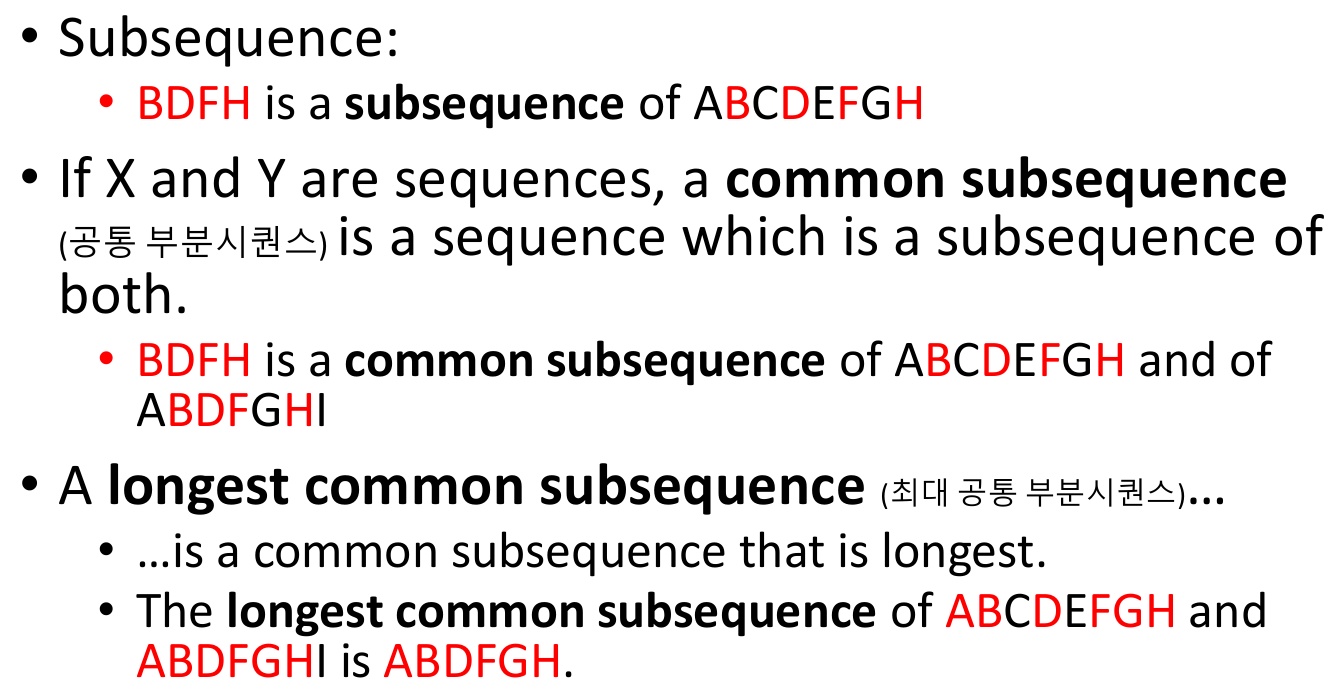 • Subsequence:
• BDFH is a subsequence of ABCDEFGH
• If X and Y are sequences, a common subsequence
(공통 부분시퀀스) is a sequence which is a subsequence of
both.
• BDFH is a common subsequence of ABCDEFGH and of
ABDFGHI
• A longest common subsequence (최대 공통 부분시퀀스)...
• ...is a common subsequence that is longest.
• The longest common subsequence of ABCDEFGH and
ABDFGHI is ABDFGH.